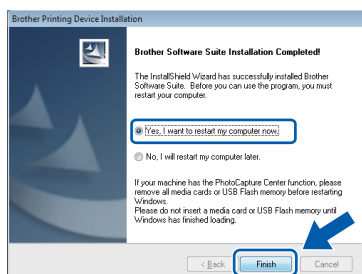 Brother Printing Device Installation
Brother Software Suite Installation Completed!
The InstallShield Wizard has successfully installed Brother
Software Suite. Before you can use the program, you must
restart your computer.
Yes, I want to restart my computer now.
No, I will restart my computer later.
If your machine has the PhotoCapture Center function, please
remove all media cards or USB Flash memory before restarting
Windows.
Please do not insert a media card or USB Flash memory until
Windows has finished loading.
< Back Finish Cancel